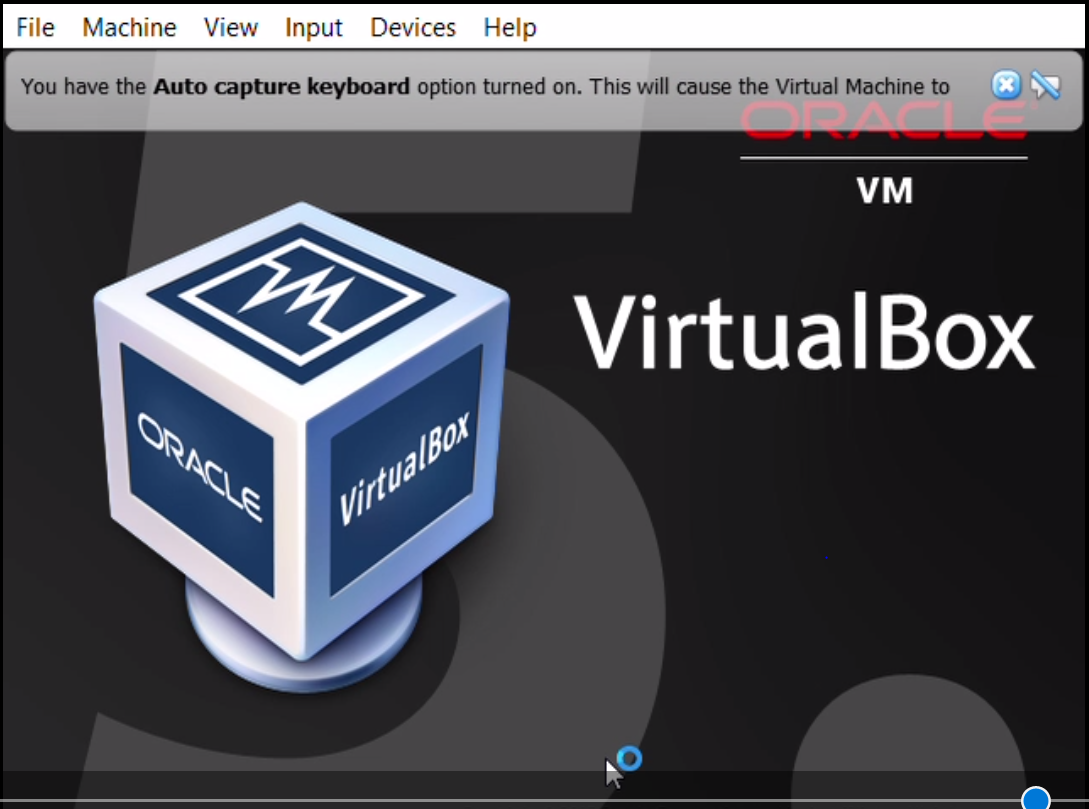 File Machine View Input Devices Help
You have the Auto capture keyboard option turned on. This will cause the Virtual Machine to
ORACLE
VM
VirtualBox
ORACLE
VirtualBox
5.